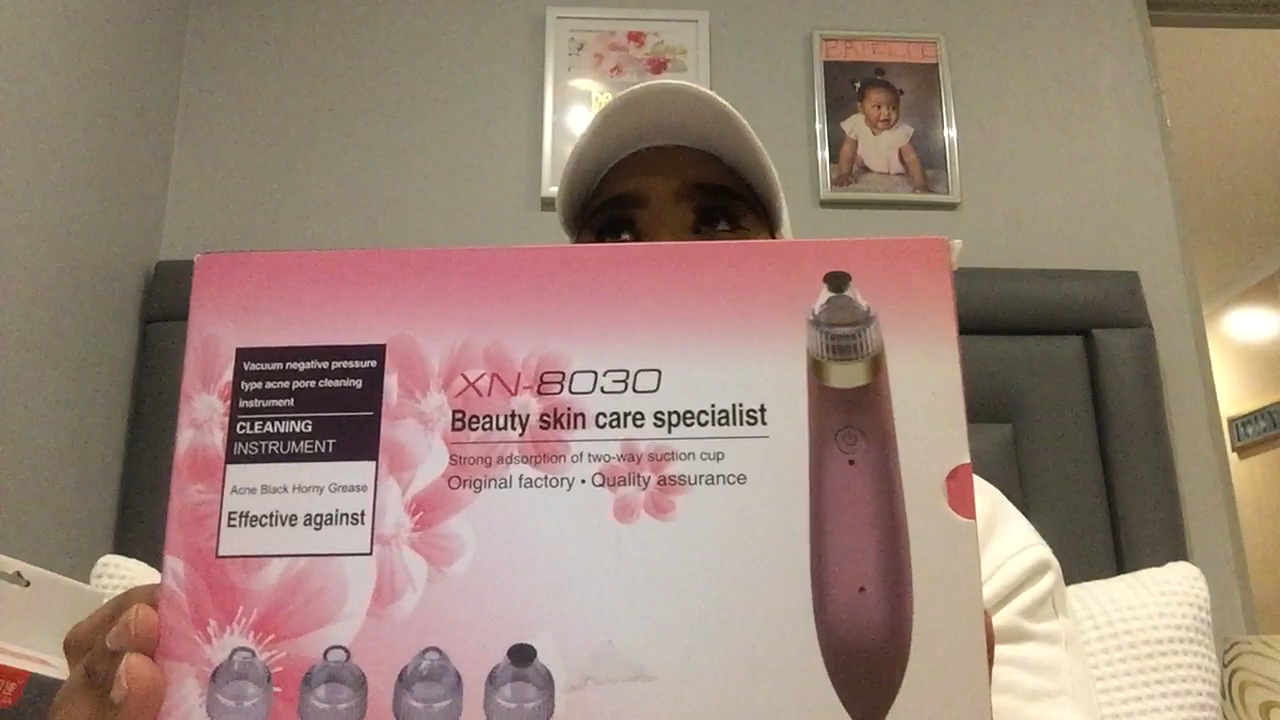 BRIELLE
Vacuum negative pressure
type acne pore cleaning
instrument
CLEANING
INSTRUMENT
Acne Black Horny Grease
Effective against
XN-8030
Beauty skin care specialist
Strong adsorption of two-way suction cup
Original factory • Quality assurance